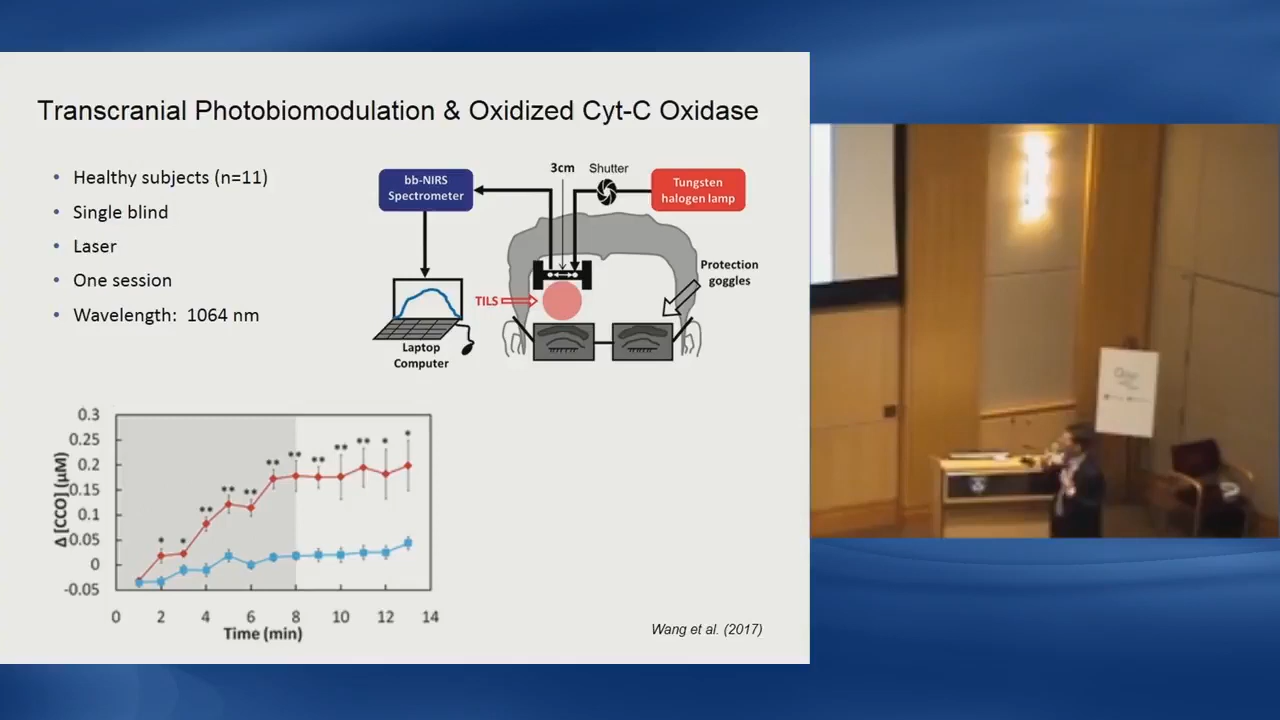 Transcranial Photobiomodulation & Oxidized Cyt-C Oxidase
• Healthy subjects (n=11)
• Single blind
• Laser
• One session
• Wavelength: 1064 nm
bb-NIRS
Spectrometer
3cm
Shutter
Tungsten
halogen lamp
Protection
goggles
TILS
Laptop
Computer
Δ [CCO] (µM)
0.3
0.25
0.2
0.15
0.1
0.05
0
-0.05
* * ** ** ** ** ** ** ** ** * *
0 2 4 6 8 10 12 14
Time (min)
Wang et al. (2017)